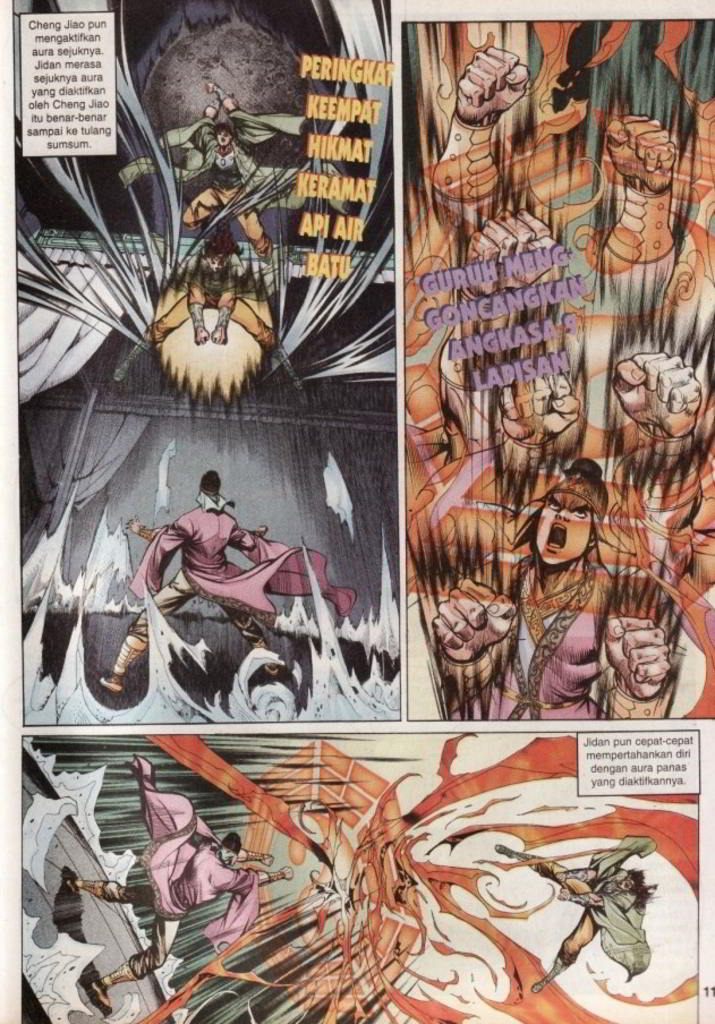 Cheng Jiao pun
mengaktifkan
aura sejuknya.
Jidan merasa
sejuknya aura
yang diaktifkan
oleh Cheng Jiao
itu benar-benar
sampai ke tulang
sumsum.
PERINGKAT
KEEMPAT
HIKMAT
KERAMAT
API AIR
BATU
GURUH MENG-
GONCANGKAN
ANGKASA 9
LAPISAN
Jidan pun cepat-cepat
mempertahankan diri
dengan aura panas
yang diaktifkannya.
11